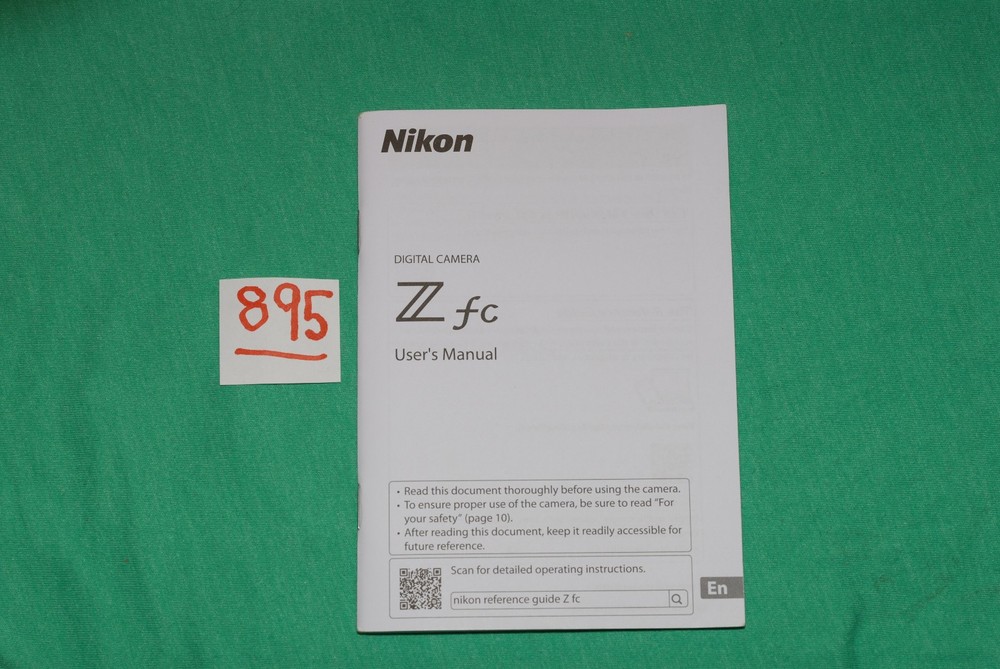 Nikon
DIGITAL CAMERA
Z fc
User's Manual
895
• Read this document thoroughly before using the camera.
• To ensure proper use of the camera, be sure to read "For
your safety" (page 10).
• After reading this document, keep it readily accessible for
future reference.
Scan for detailed operating instructions.
nikon reference guide Z fc
En